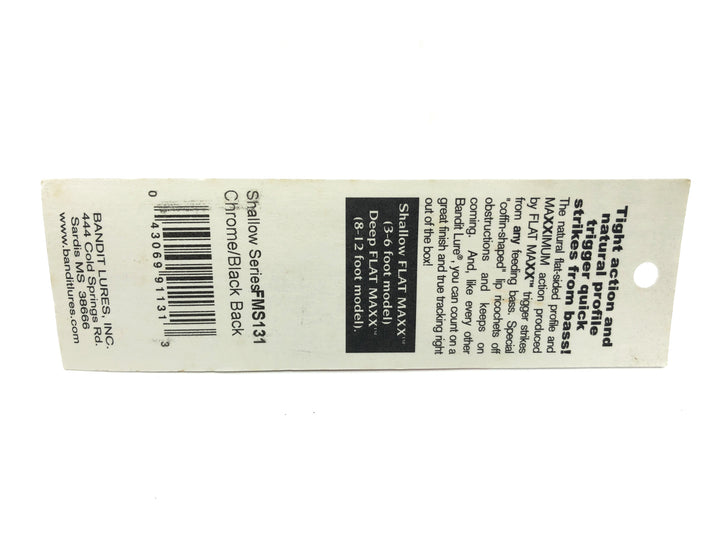 Tight action and
natural profile
trigger quick
strikes from bass!
The natural flat-sided profile and
MAXXIMUM action produced
by FLAT MAXX™ trigger strikes
from any feeding bass. Special
"coffin-shaped" lip ricochets off
obstructions and keeps on
coming. And, like every other
Bandit Lure®, you can count on a
great finish and true tracking right
out of the box!
Shallow FLAT MAXX™
(3-6 foot model)
Deep FLAT MAXX™
(8-12 foot model),
Shallow Series FMS131
Chrome/Black Back
0 43069 91131 3
BANDIT LURES, INC.
444 Cold Springs Rd.
Sardis MS 38666
www.banditlures.com